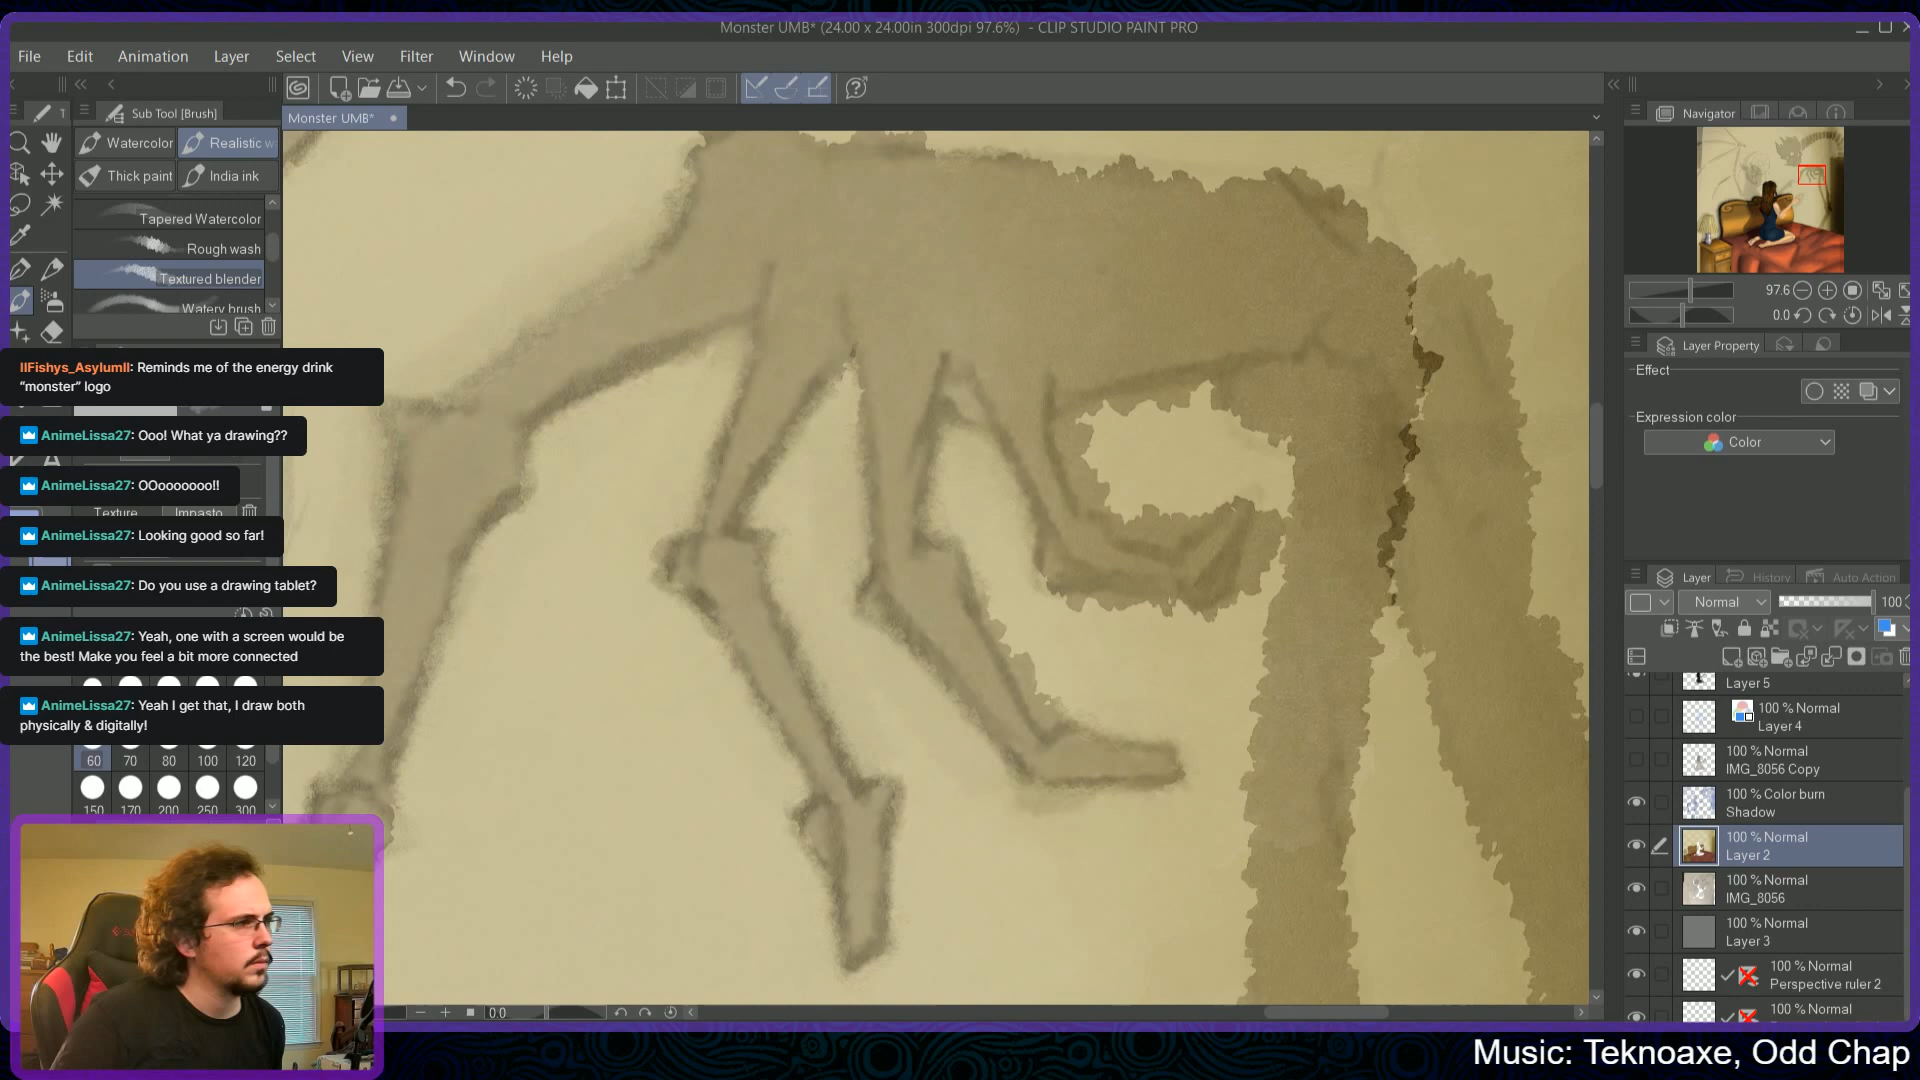 Monster UMB* (24.00 x 24.00in 300dpi 97.6%) - CLIP STUDIO PAINT PRO
File Edit Animation Layer Select View Filter Window Help
Sub Tool [Brush]
Monster UMB*
Navigator
Watercolor
Realistic w
Thick paint
India ink
Tapered Watercolor
Rough wash
Textured blender
Watery brush
97.6
0.0
Layer Property
Effect
Expression color
Color
IIFishys_AsylumII: Reminds me of the energy drink
“monster” logo
AnimeLissa27: Ooo! What ya drawing??
AnimeLissa27: OOooooooo!!
Texture Impasto
AnimeLissa27: Looking good so far!
AnimeLissa27: Do you use a drawing tablet?
AnimeLissa27: Yeah, one with a screen would be
the best! Make you feel a bit more connected
AnimeLissa27: Yeah I get that, I draw both
physically & digitally!
60 70 80 100 120
150 170 200 250 300
Layer History Auto Action
Normal 100
Layer 5
100 % Normal
Layer 4
100 % Normal
IMG_8056 Copy
100 % Color burn
Shadow
100 % Normal
Layer 2
100 % Normal
IMG_8056
100 % Normal
Layer 3
100 % Normal
Perspective ruler 2
100 % Normal
0.0
Music: Teknoaxe, Odd Chap